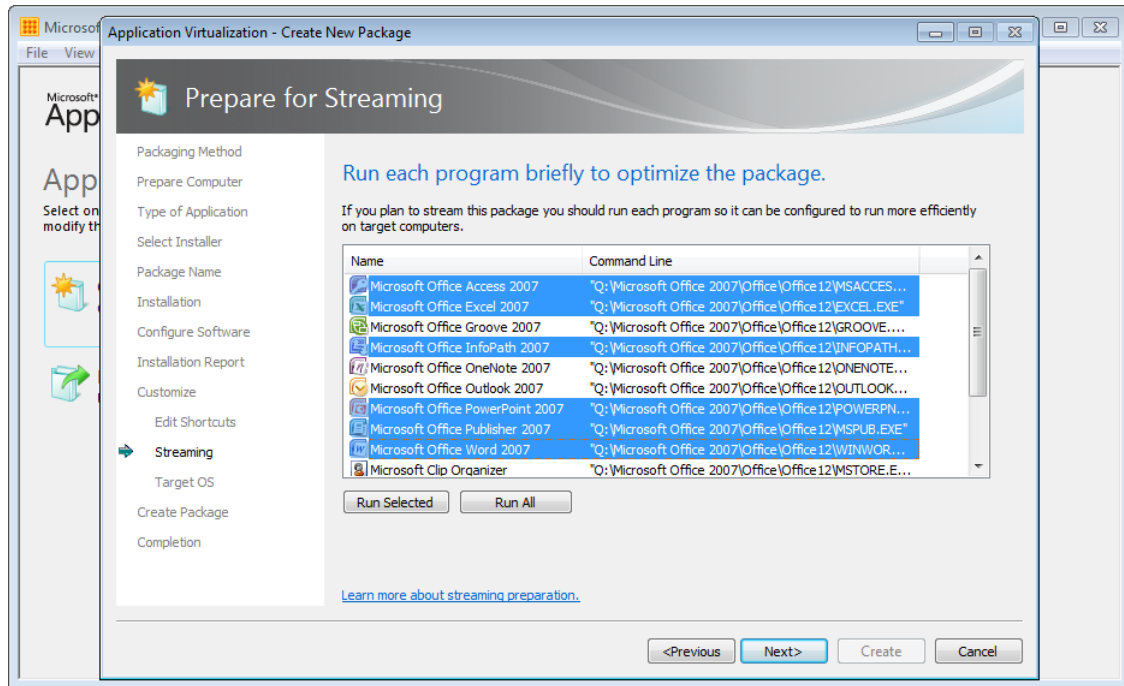 Microsof
Application Virtualization - Create New Package
File View
Microsoft*
App
Prepare for Streaming
App
Select on
modify th
Packaging Method
Prepare Computer
Type of Application
Select Installer
Package Name
Installation
Configure Software
Installation Report
Customize
Edit Shortcuts
Streaming
Target OS
Create Package
Completion
Run each program briefly to optimize the package.
If you plan to stream this package you should run each program so it can be configured to run more efficiently
on target computers.
Name Command Line
Microsoft Office Access 2007 "Q:\Microsoft Office 2007\Office\Office12\MSACCES...
Microsoft Office Excel 2007 "Q:\Microsoft Office 2007\Office\Office12\EXCEL.EXE"
Microsoft Office Groove 2007 "Q:\Microsoft Office 2007\Office\Office12\GROOVE....
Microsoft Office InfoPath 2007 "Q:\Microsoft Office 2007\Office\Office12\INFOPATH...
Microsoft Office OneNote 2007 "Q:\Microsoft Office 2007\Office\Office12\ONENOTE...
Microsoft Office Outlook 2007 "Q:\Microsoft Office 2007\Office\Office12\OUTLOOK...
Microsoft Office PowerPoint 2007 "Q:\Microsoft Office 2007\Office\Office12\POWERPN...
Microsoft Office Publisher 2007 "Q:\Microsoft Office 2007\Office\Office12\MSPUB.EXE"
Microsoft Office Word 2007 "Q:\Microsoft Office 2007\Office\Office12\WINWOR...
Microsoft Clip Organizer "Q:\Microsoft Office 2007\Office\Office12\MSTORE.E...
Run Selected Run All
Learn more about streaming preparation.
<Previous Next> Create Cancel